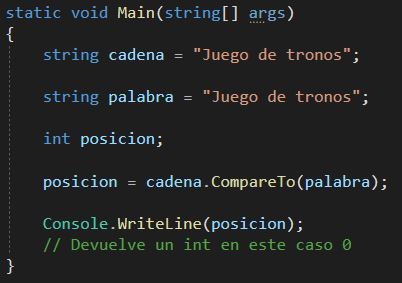 static void Main(string[] args)
{
string cadena = "Juego de tronos";
string palabra = "Juego de tronos";
int posicion;
posicion = cadena.CompareTo(palabra);
Console.WriteLine(posicion);
// Devuelve un int en este caso 0
}